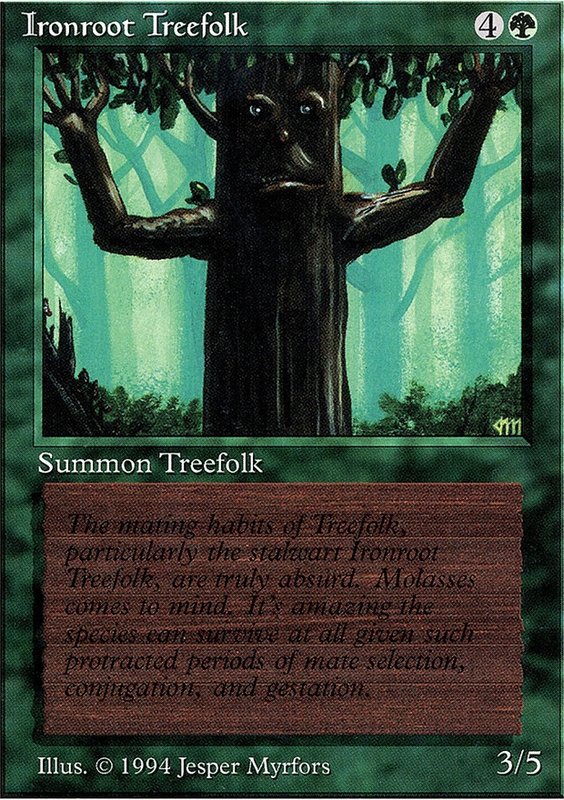 Ironroot Treefolk 4
JM
Summon Treefolk
The mating habits of Treefolk,
particularly the stalwart Ironroot
Treefolk, are truly absurd. Molasses
comes to mind. It's amazing the
species can survive at all given such
protracted periods of mate selection,
conjugation, and gestation.
Illus. © 1994 Jesper Myrfors 3/5